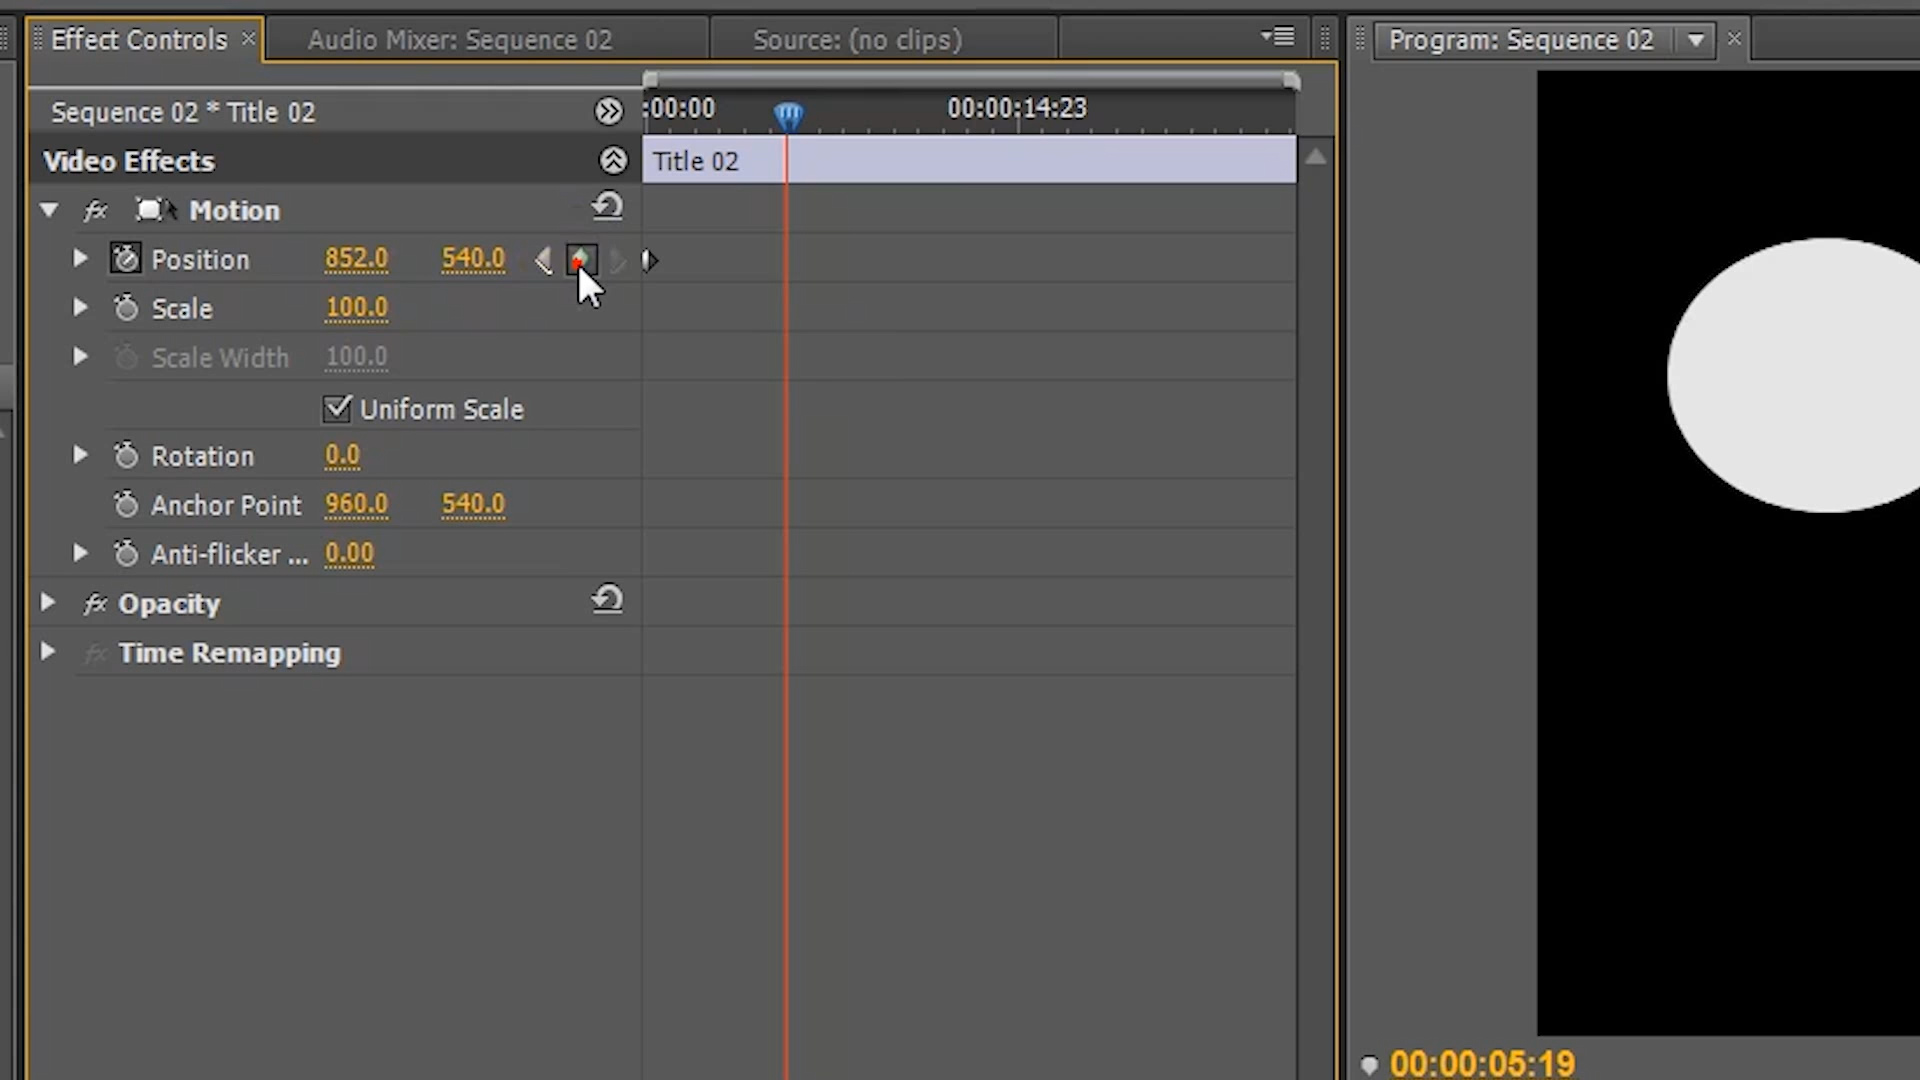 Effect Controls
Audio Mixer: Sequence 02
Source: (no clips)
Program: Sequence 02
Sequence 02 * Title 02
:00:00
00:00:14:23
Video Effects
Title 02
fx Motion
Position 852.0 540.0
Scale 100.0
Scale Width 100.0
Uniform Scale
Rotation 0.0
Anchor Point 960.0 540.0
Anti-flicker ... 0.00
fx Opacity
fx Time Remapping
00:00:05:19